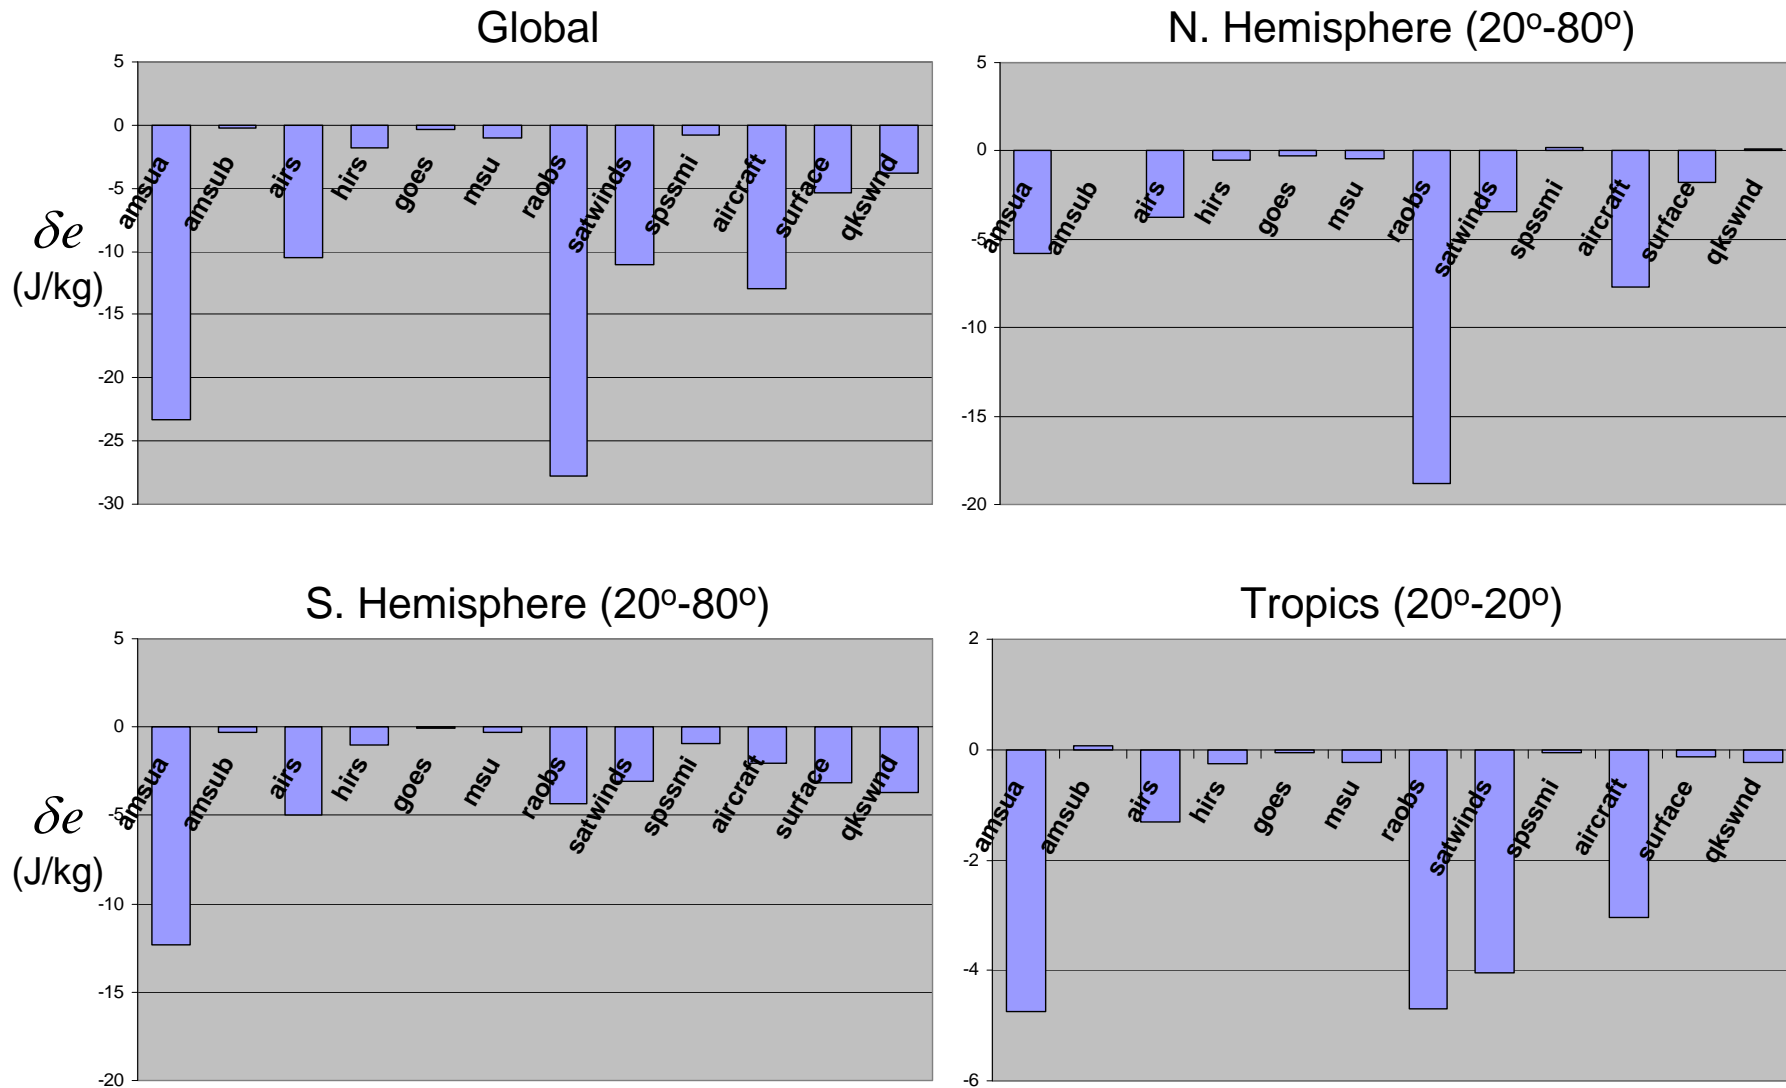 Global
5
0
-5
-10
-15
-20
-25
-30
δe
(J/kg)
amsua
amsub
airs
hirs
goes
msu
raobs
satwinds
spssmi
aircraft
surface
qkswnd
N. Hemisphere (20º-80º)
5
0
-5
-10
-15
-20
amsua
amsub
airs
hirs
goes
msu
raobs
satwinds
spssmi
aircraft
surface
qkswnd
S. Hemisphere (20º-80º)
5
0
-5
-10
-15
-20
δe
(J/kg)
amsua
amsub
airs
hirs
goes
msu
raobs
satwinds
spssmi
aircraft
surface
qkswnd
Tropics (20º-20º)
2
0
-2
-4
-6
amsua
amsub
airs
hirs
goes
msu
raobs
satwinds
spssmi
aircraft
surface
qkswnd